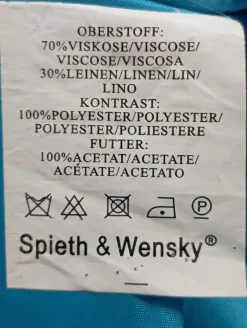 OBERSTOFF:
70%VISKOSE/VISCOSE/
VISCOSE/VISCOSA
30%LEINEN/LINEN/LIN/
LINO
KONTRAST:
100%POLYESTER/POLYESTER/
POLYESTER/POLIESTERE
FUTTER:
100%ACETAT/ACETATE/
ACÉTATE/ACETATO
P
Spieth & Wensky®